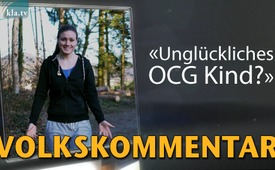 kla.tv
«Unglückliches
OCG Kind?»
VOLKSKOMMENTAR